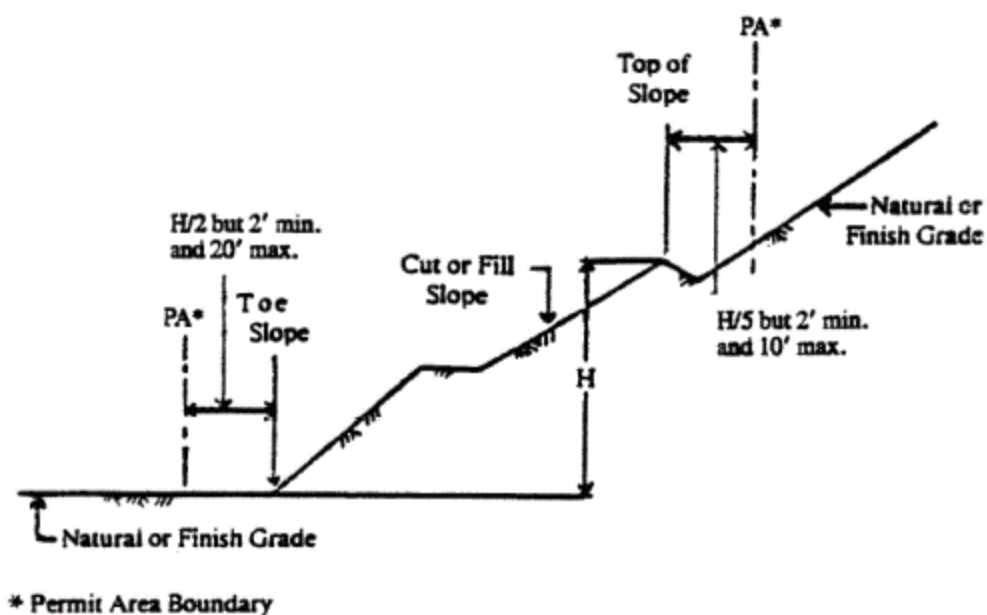 PA*
Top of
Slope
Natural or
Finish Grade
H/2 but 2' min.
and 20' max.
Cut or Fill
Slope
Toe
Slope
PA*
H/5 but 2' min.
and 10' max.
H
Natural or Finish Grade
* Permit Area Boundary